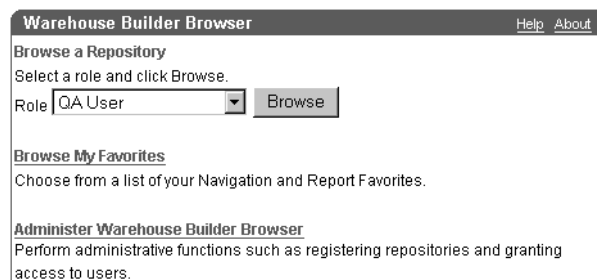 Warehouse Builder Browser Help About
Browse a Repository
Select a role and click Browse.
Role QA User Browse
Browse My Favorites
Choose from a list of your Navigation and Report Favorites.
Administer Warehouse Builder Browser
Perform administrative functions such as registering repositories and granting
access to users.